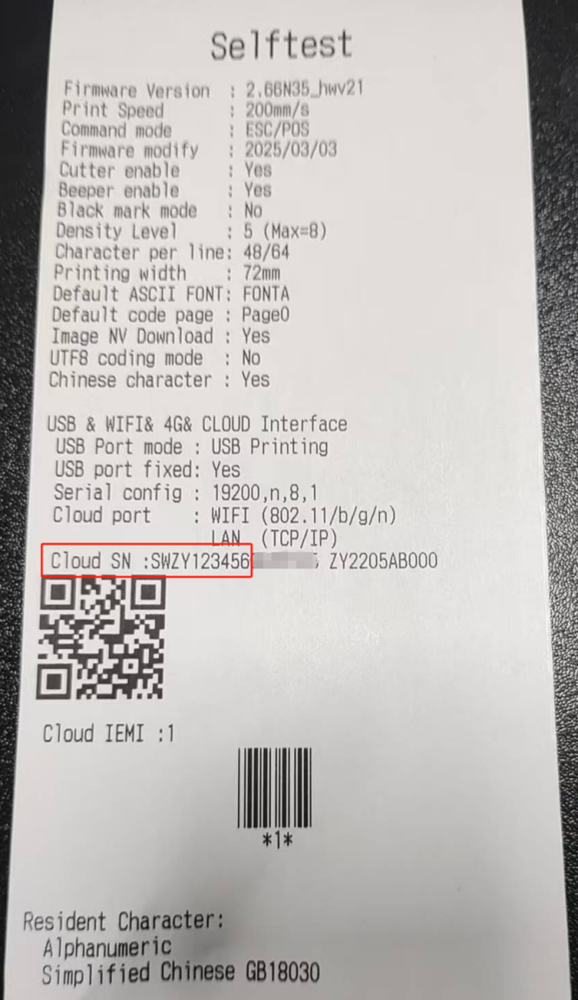 Selftest
Firmware Version : 2.66N35_hwv21
Print Speed : 200mm/s
Command mode : ESC/POS
Firmware modify : 2025/03/03
Cutter enable : Yes
Beeper enable : Yes
Black mark mode : No
Density Level : 5 (Max=8)
Character per line: 48/64
Printing width : 72mm
Default ASCII FONT: FONTA
Default code page : Page0
Image NV Download : Yes
UTF8 coding mode : No
Chinese character : Yes
USB & WIFI& 4G& CLOUD Interface
USB Port mode : USB Printing
USB port fixed: Yes
Serial config : 19200,n,8,1
Cloud port : WIFI (802.11/b/g/n)
LAN (TCP/IP)
Cloud SN :SWZY123456 ZY2205AB000
Cloud IEMI :1
*1*
Resident Character:
Alphanumeric
Simplified Chinese GB18030